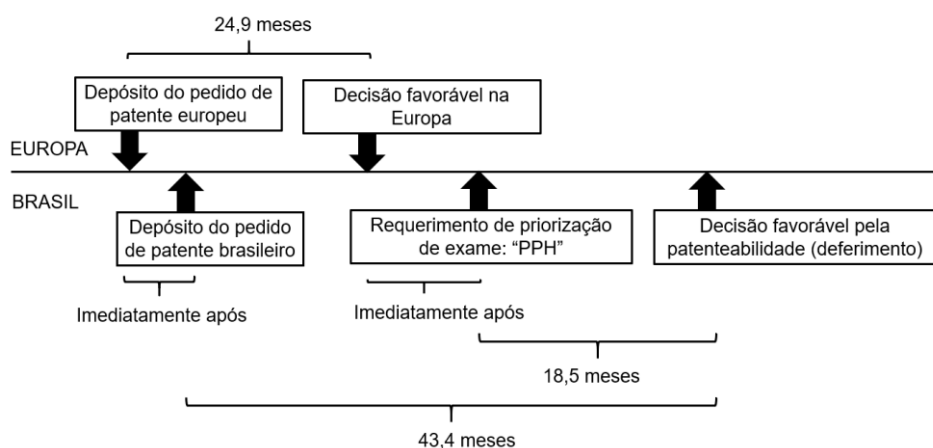 24,9 meses
Depósito do pedido de
patente europeu
Decisão favorável na
Europa
EUROPA
BRASIL
Depósito do pedido
de patente brasileiro
Requerimento de priorização
de exame: “PPH”
Decisão favorável pela
patenteabilidade (deferimento)
Imediatamente após
Imediatamente após
18,5 meses
43,4 meses